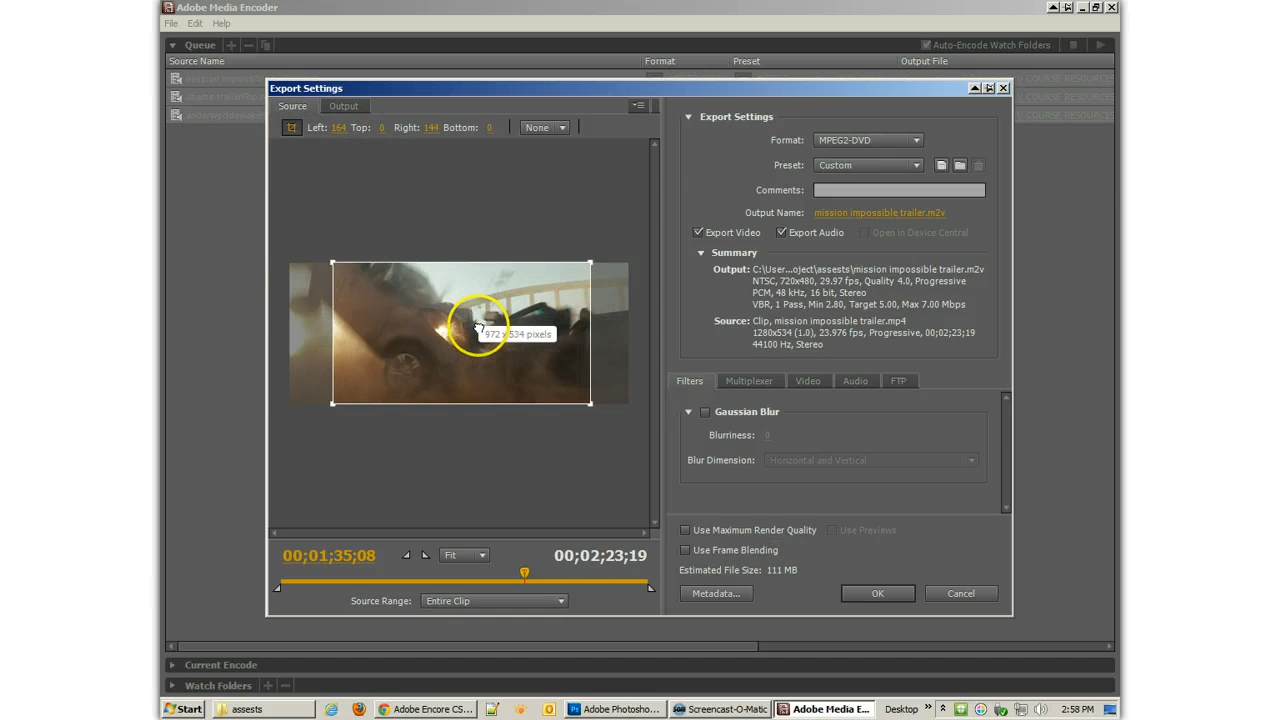 Adobe Media Encoder
File Edit Help
Queue
Auto-Encode Watch Folders
Source Name Format Preset Output File
Export Settings
Source Output
Left: 164 Top: 0 Right: 144 Bottom: 0 None
Export Settings
Format: MPEG2-DVD
Preset: Custom
Comments:
Output Name: mission impossible trailer.m2v
Export Video Export Audio Open in Device Central
Summary
Output: C:\User...oject\assests\mission impossible trailer.m2v
NTSC, 720x480, 29.97 fps, Quality 4.0, Progressive
PCM, 48 kHz, 16 bit, Stereo
VBR, 1 Pass, Min 2.80, Target 5.00, Max 7.00 Mbps
Source: Clip, mission impossible trailer.mp4
1280x534 (1.0), 23.976 fps, Progressive, 00;02;23;19
44100 Hz, Stereo
972 x 534 pixels
Filters Multiplexer Video Audio FTP
Gaussian Blur
Blurriness: 0
Blur Dimension: Horizontal and Vertical
Use Maximum Render Quality Use Previews
Use Frame Blending
Estimated File Size: 111 MB
Metadata... OK Cancel
00;01;35;08 Fit 00;02;23;19
Source Range: Entire Clip
Current Encode
Watch Folders
Start assests Adobe Encore CS... Adobe Photosho... Screencast-O-Matic Adobe Media E... Desktop 2:58 PM